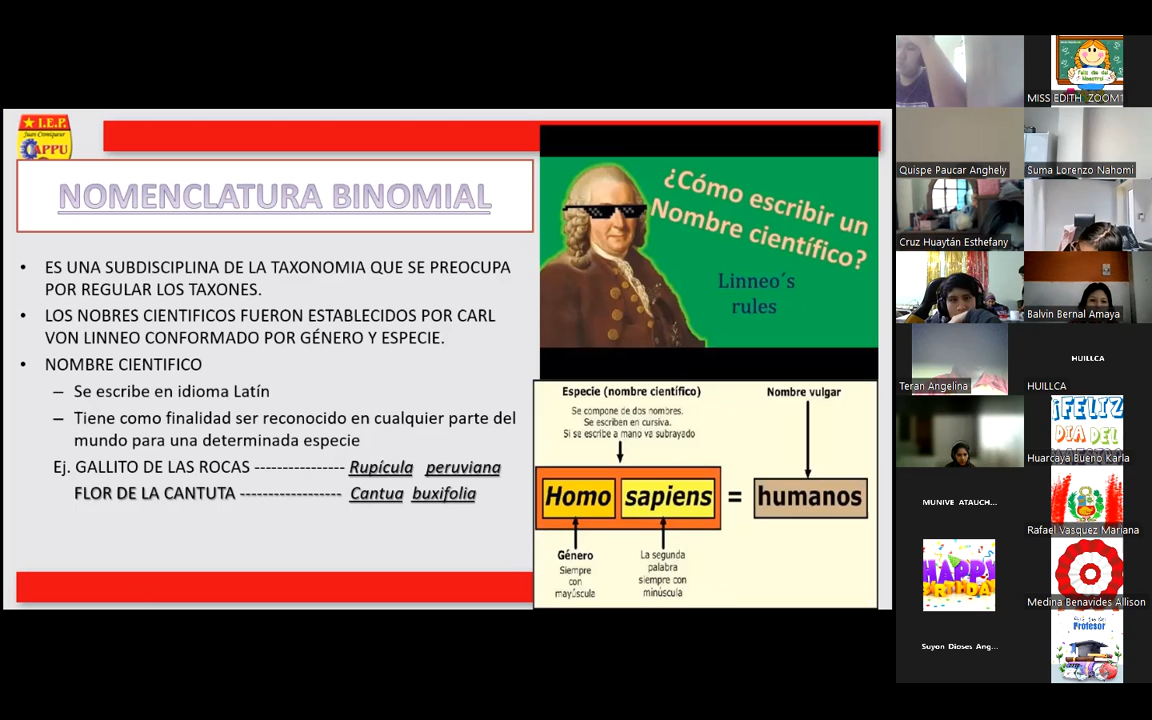 ★ I.E.P.
APPU
NOMENCLATURA BINOMIAL
• ES UNA SUBDISCIPLINA DE LA TAXONOMIA QUE SE PREOCUPA
POR REGULAR LOS TAXONES.
• LOS NOBRES CIENTIFICOS FUERON ESTABLECIDOS POR CARL
VON LINNEO CONFORMADO POR GÉNERO Y ESPECIE.
• NOMBRE CIENTIFICO
– Se escribe en idioma Latín
– Tiene como finalidad ser reconocido en cualquier parte del
mundo para una determinada especie
Ej. GALLITO DE LAS ROCAS ---------------- Rupícula peruviana
FLOR DE LA CANTUTA ------------------ Cantua buxifolia
¿Cómo escribir un
Nombre científico?
Linneo´s
rules
Especie (nombre científico)
Se compone de dos nombres.
Se escriben en cursiva.
Si se escribe a mano va subrayado
Nombre vulgar
Homo sapiens = humanos
Género
Siempre
con
mayúscula
La segunda
palabra
siempre con
minúscula
MISS EDITH ZOOM1
Quispe Paucar Anghely
Suma Lorenzo Nahomi
Cruz Huaytán Esthefany
Balvin Bernal Amaya
Teran Angelina
HUILLCA
HUILLCA
¡FELIZ
DIA DEL
Huarcaya Bueno Karla
MUNIVE ATAUCH...
Rafael Vasquez Mariana
HAPPY
BIRTHDAY
Medina Benavides Allison
Suyon Dioses Ang...
Profesor